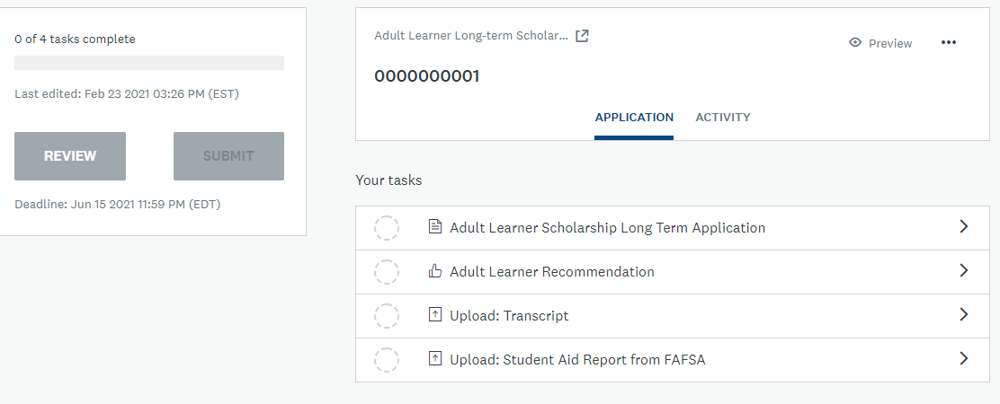 0 of 4 tasks complete
Last edited: Feb 23 2021 03:26 PM (EST)
REVIEW
SUBMIT
Deadline: Jun 15 2021 11:59 PM (EDT)
Adult Learner Long-term Scholar...
Preview
0000000001
APPLICATION
ACTIVITY
Your tasks
Adult Learner Scholarship Long Term Application
Adult Learner Recommendation
Upload: Transcript
Upload: Student Aid Report from FAFSA